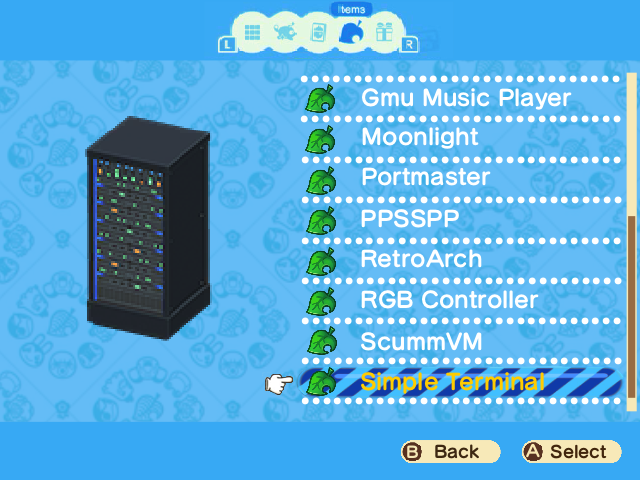 Items
L
R
Gmu Music Player
Moonlight
Portmaster
PPSSPP
RetroArch
RGB Controller
ScummVM
Simple Terminal
B Back
A Select